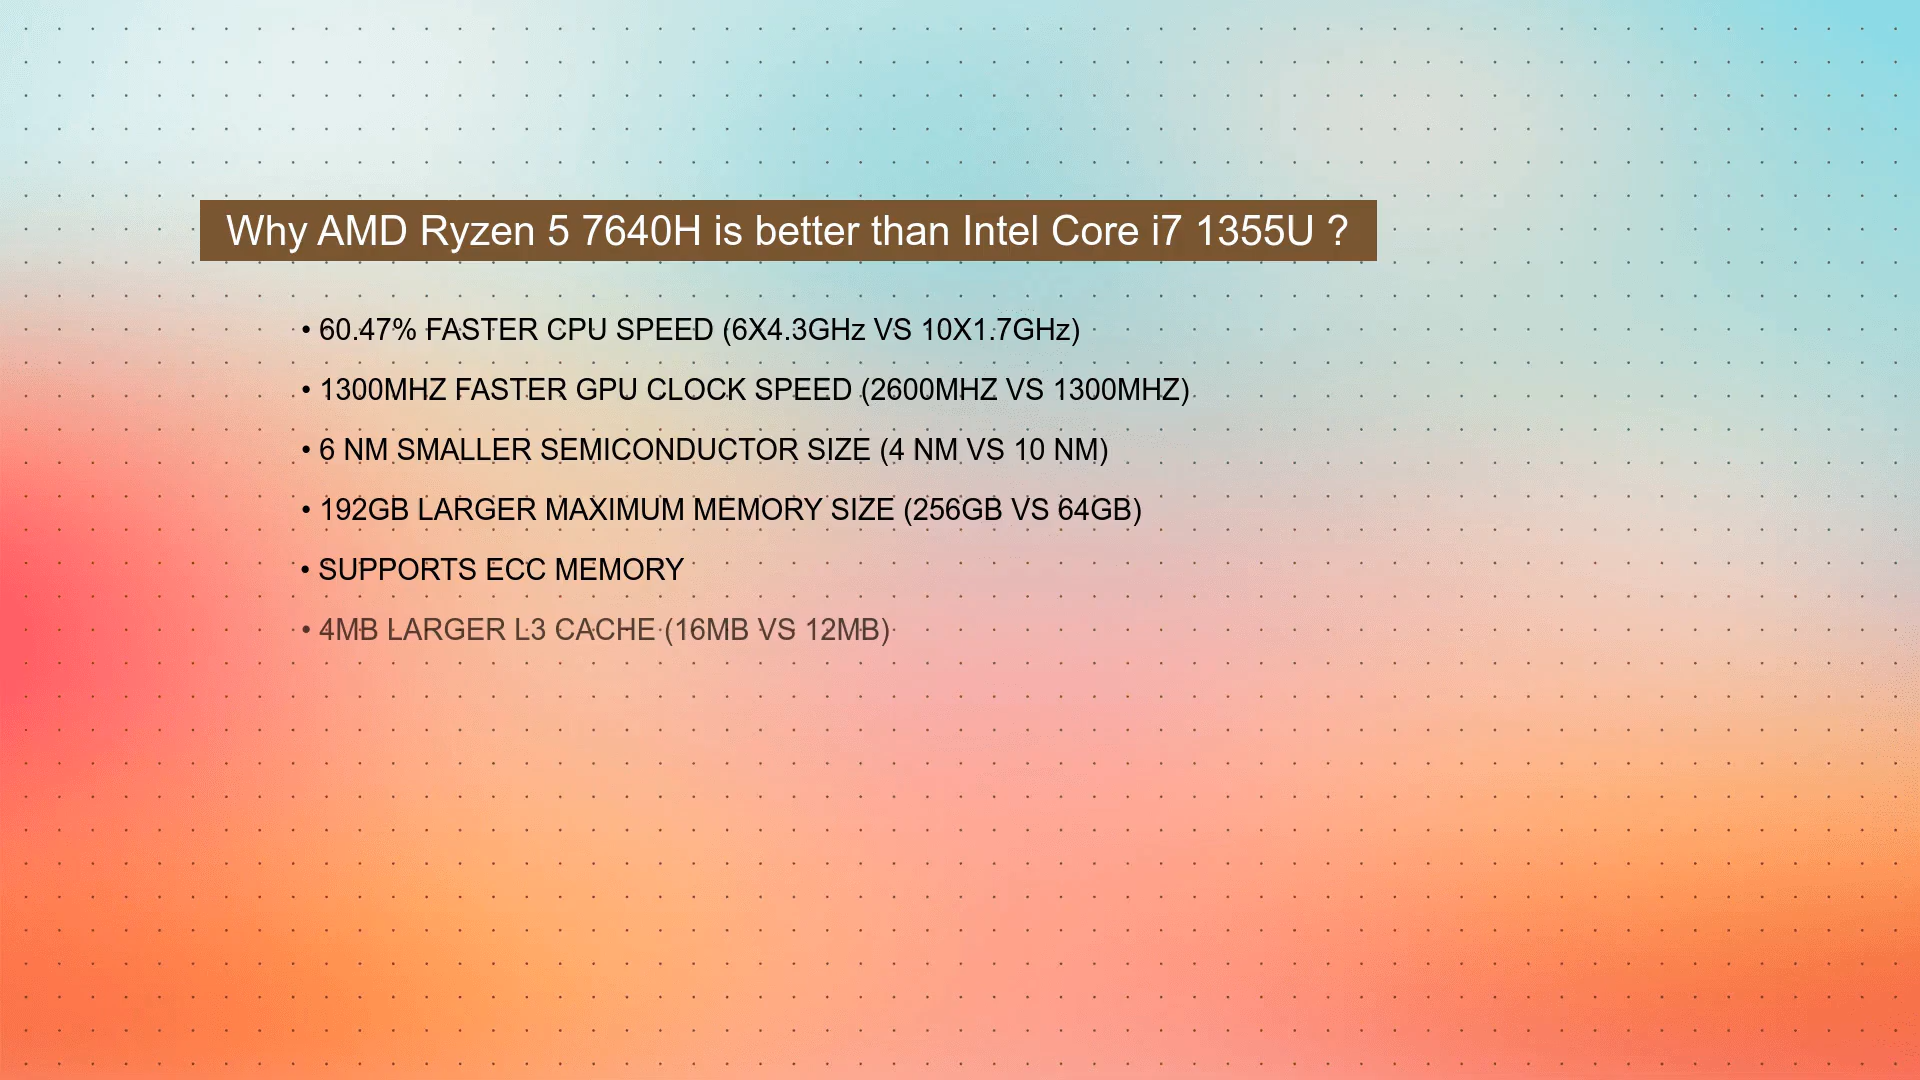 Why AMD Ryzen 5 7640H is better than Intel Core i7 1355U ?
• 60.47% FASTER CPU SPEED (6X4.3GHz VS 10X1.7GHz)
• 1300MHZ FASTER GPU CLOCK SPEED (2600MHZ VS 1300MHZ)
• 6 NM SMALLER SEMICONDUCTOR SIZE (4 NM VS 10 NM)
• 192GB LARGER MAXIMUM MEMORY SIZE (256GB VS 64GB)
• SUPPORTS ECC MEMORY
• 4MB LARGER L3 CACHE (16MB VS 12MB)